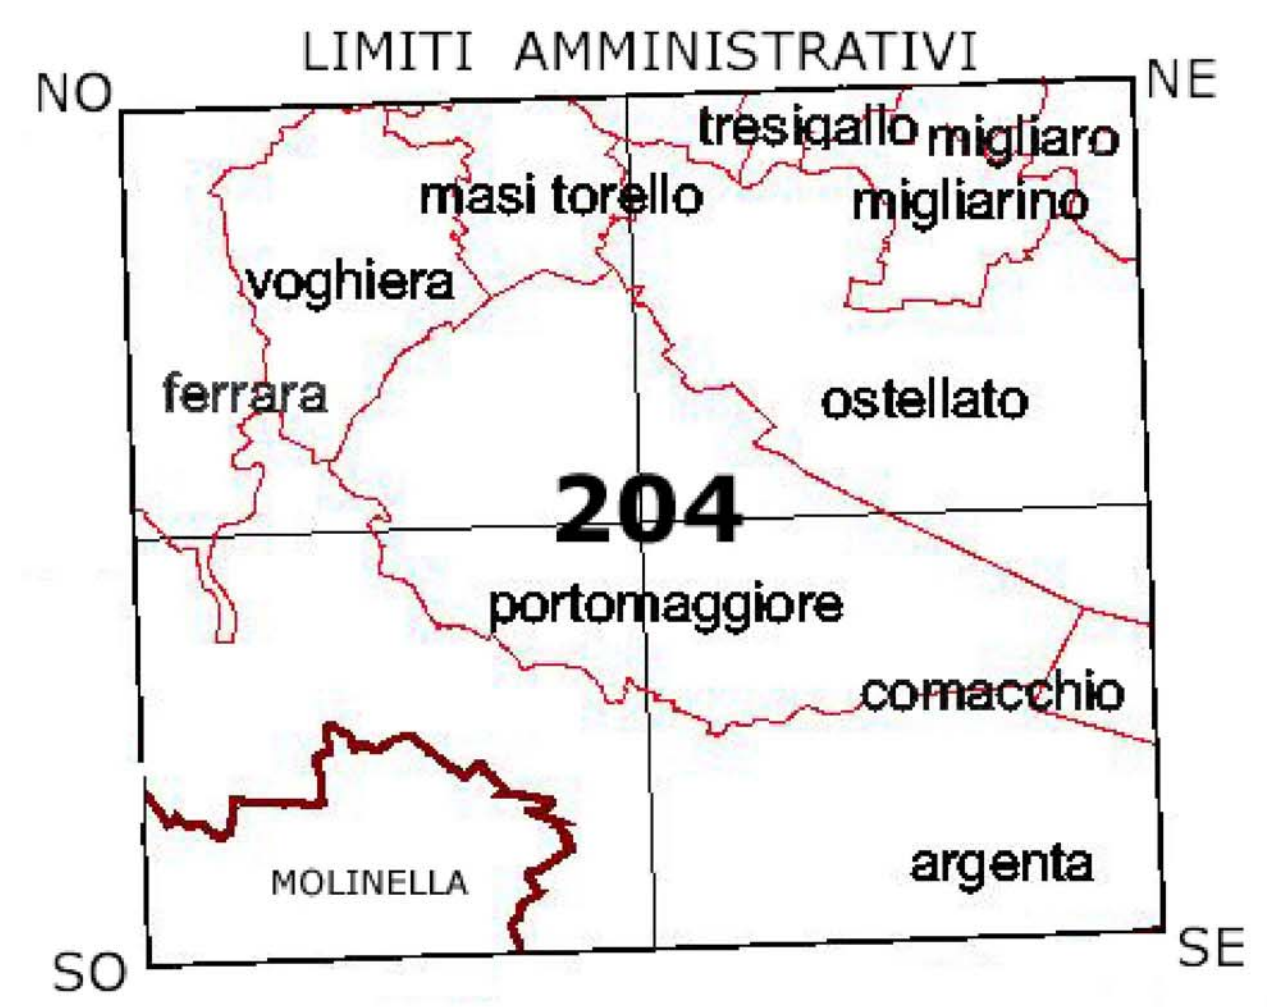 LIMITI AMMINISTRATIVI
NO
NE
tresigallo
migliaro
masi torello
migliarino
voghiera
ferrara
ostellato
204
portomaggiore
comacchio
argenta
MOLINELLA
SO
SE